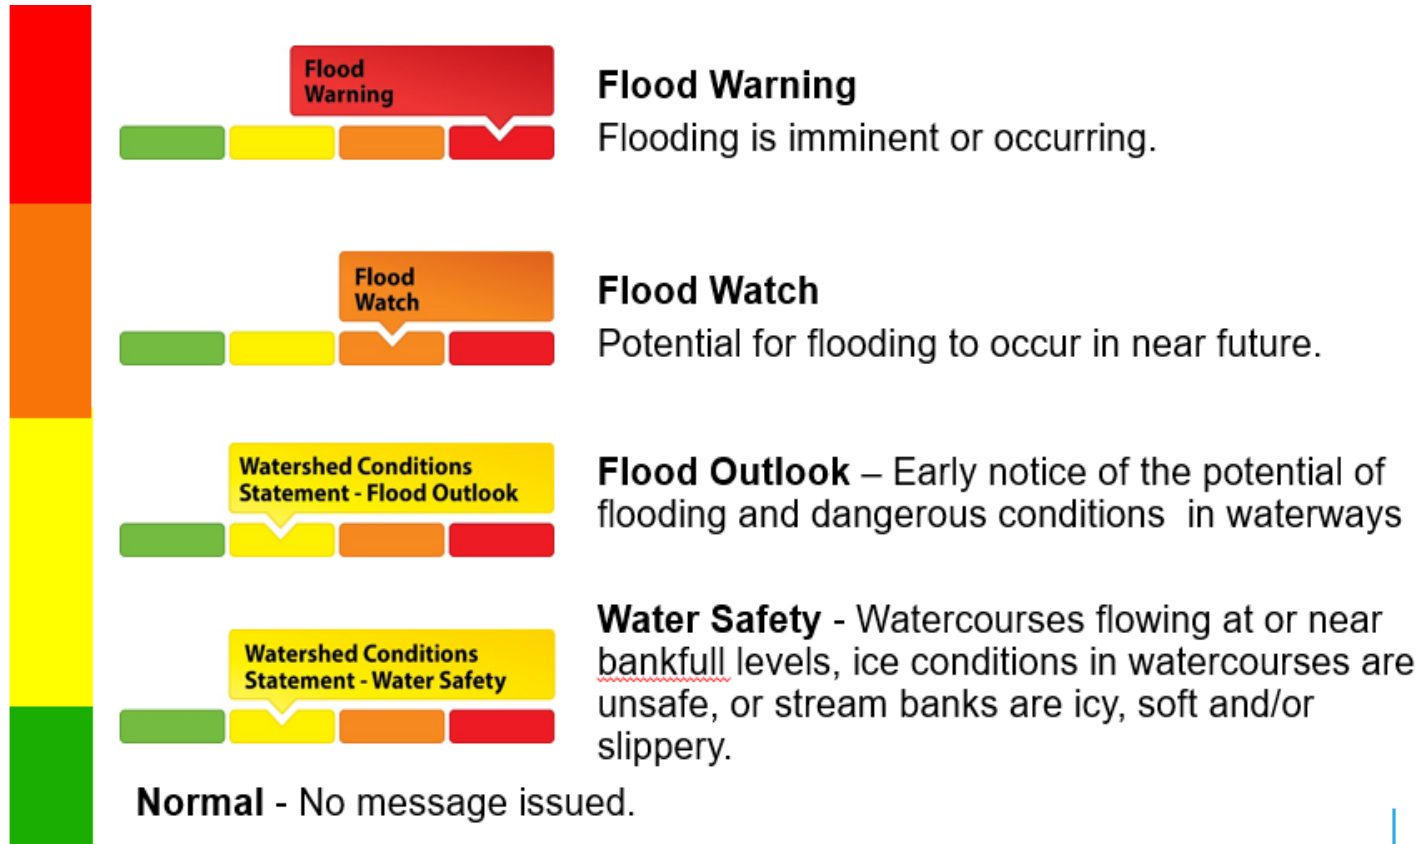 Flood
Warning
Flood Warning
Flooding is imminent or occurring.
Flood
Watch
Flood Watch
Potential for flooding to occur in near future.
Watershed Conditions
Statement - Flood Outlook
Flood Outlook – Early notice of the potential of
flooding and dangerous conditions  in waterways
Watershed Conditions
Statement - Water Safety
Water Safety - Watercourses flowing at or near
bankfull levels, ice conditions in watercourses are
unsafe, or stream banks are icy, soft and/or
slippery.
Normal - No message issued.